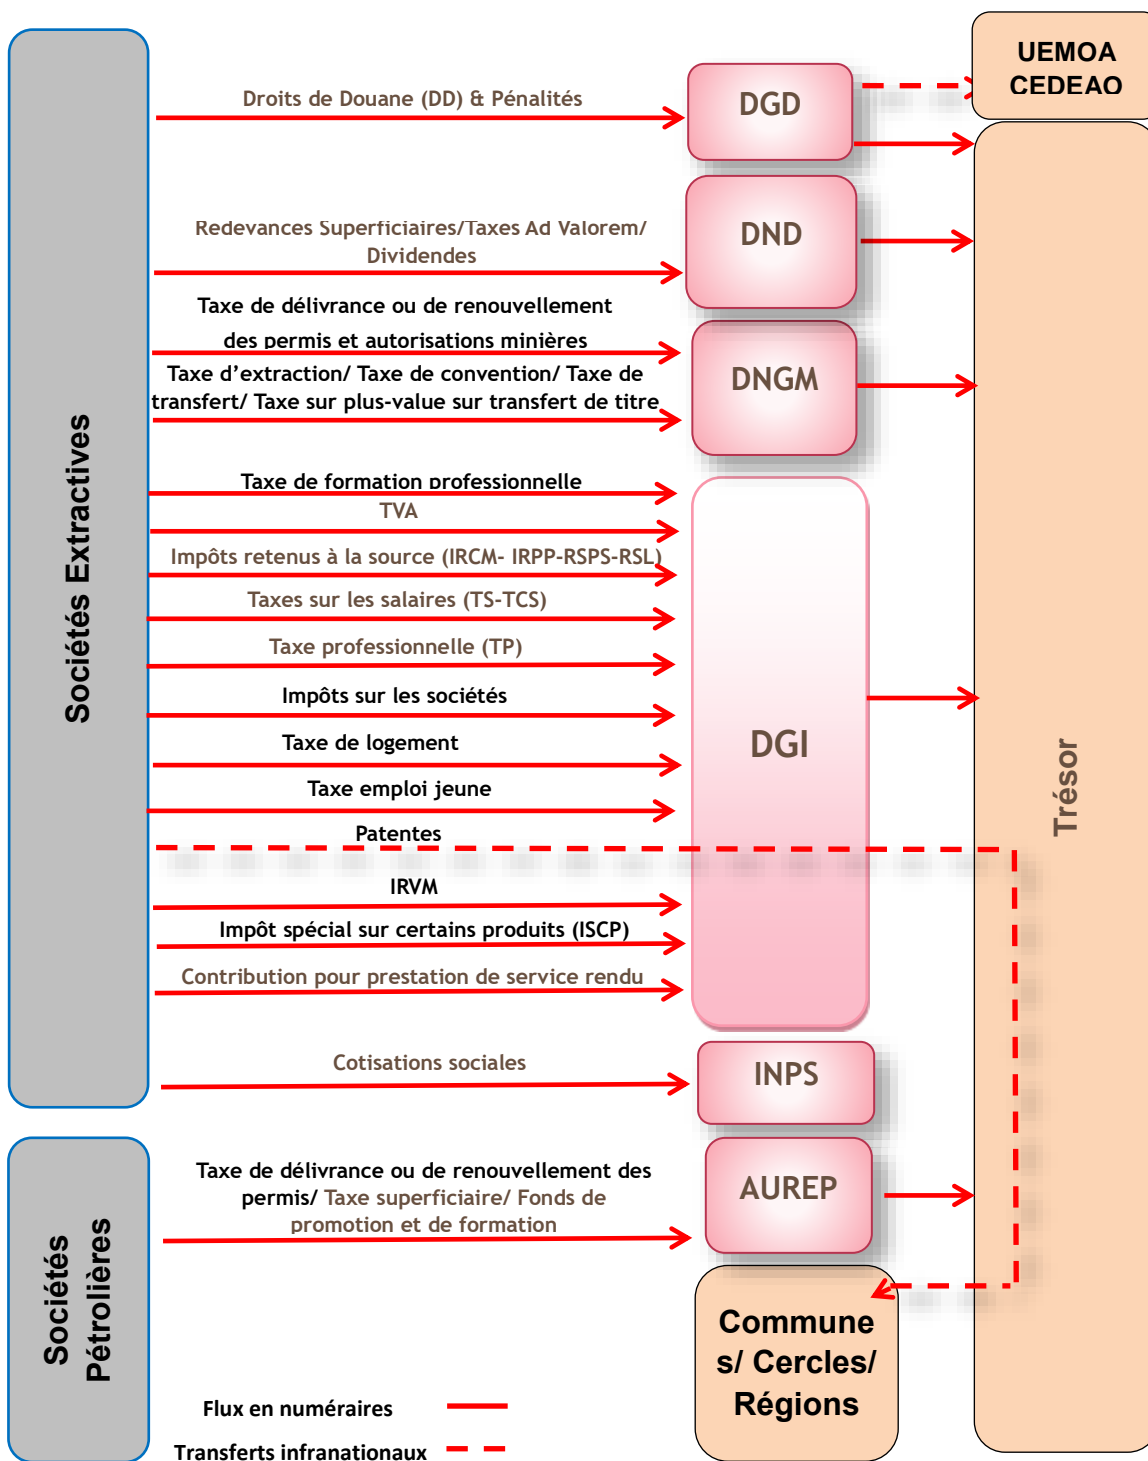 UEMOA
CEDEAO
Droits de Douane (DD) & Pénalités
DGD
Redevances Superficiaires/Taxes Ad Valorem/
Dividendes
DND
Taxe de délivrance ou de renouvellement
des permis et autorisations minières
Taxe d’extraction/ Taxe de convention/ Taxe de
transfert/ Taxe sur plus-value sur transfert de titre
DNGM
Sociétés Extractives
Taxe de formation professionnelle
TVA
Impôts retenus à la source (IRCM- IRPP-RSPS-RSL)
Taxes sur les salaires (TS-TCS)
Taxe professionnelle (TP)
Impôts sur les sociétés
Taxe de logement
Taxe emploi jeune
Patentes
IRVM
Impôt spécial sur certains produits (ISCP)
Contribution pour prestation de service rendu
DGI
Trésor
Cotisations sociales
INPS
Sociétés
Pétrolières
Taxe de délivrance ou de renouvellement des
permis/ Taxe superficiaire/ Fonds de
promotion et de formation
AUREP
Commune
s/ Cercles/
Régions
Flux en numéraires
Transferts infranationaux